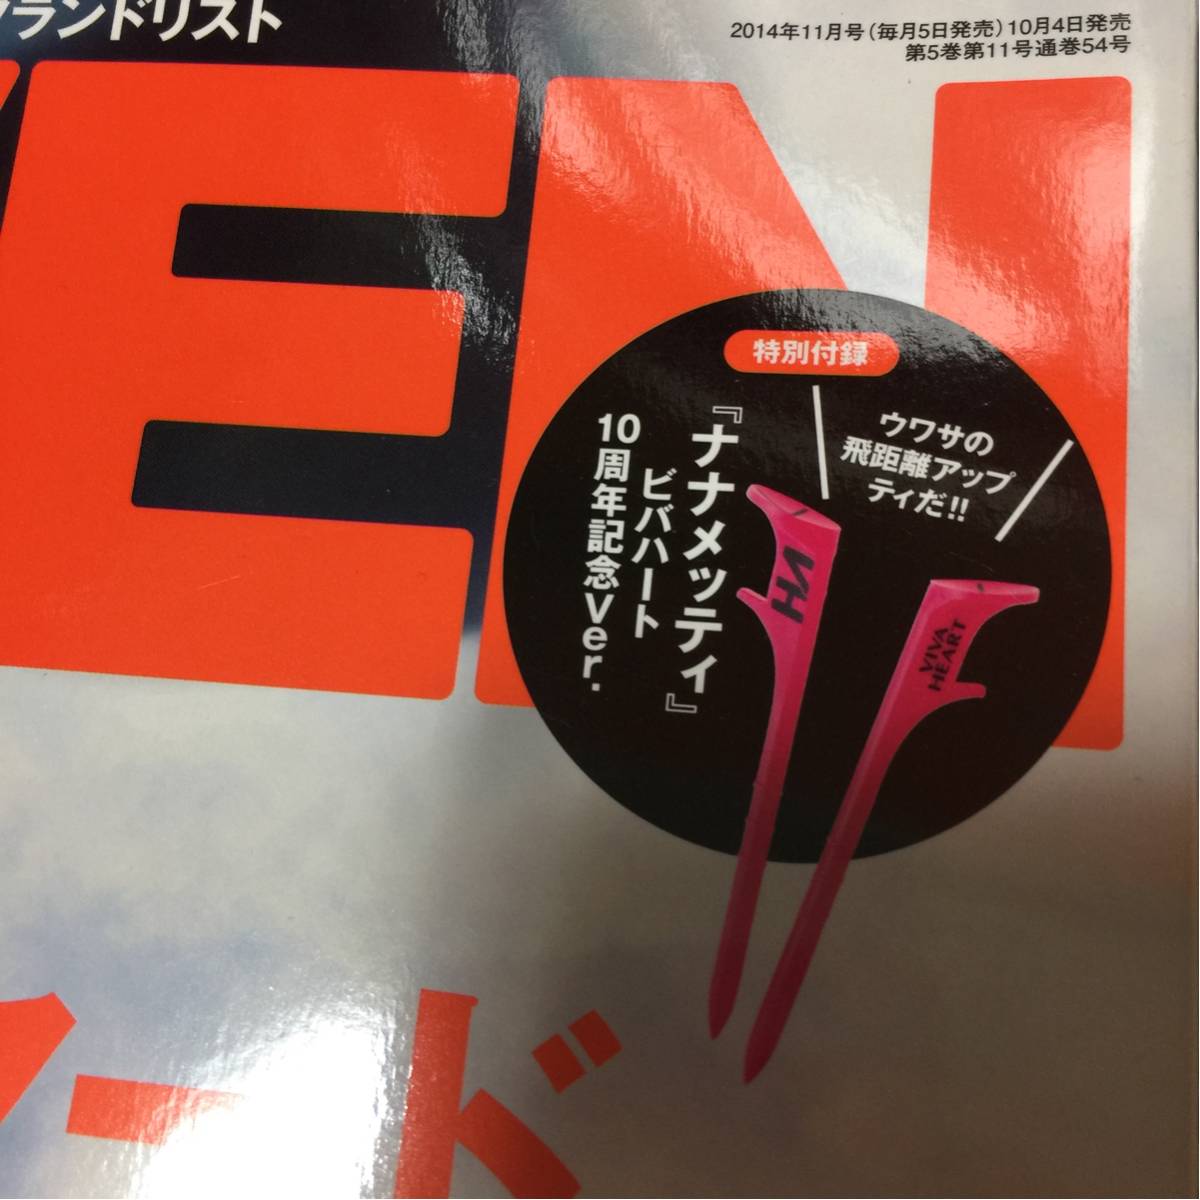 ブランドリスト
2014年11月号（毎月5日発売）10月4日発売
第5巻第11号通巻54号
EN
特別付録
ウワサの
飛距離アップ
ティだ!!
『ナナメッティ』
ビバハート
10周年記念Ver.
VH
VIVA
HEART
ード